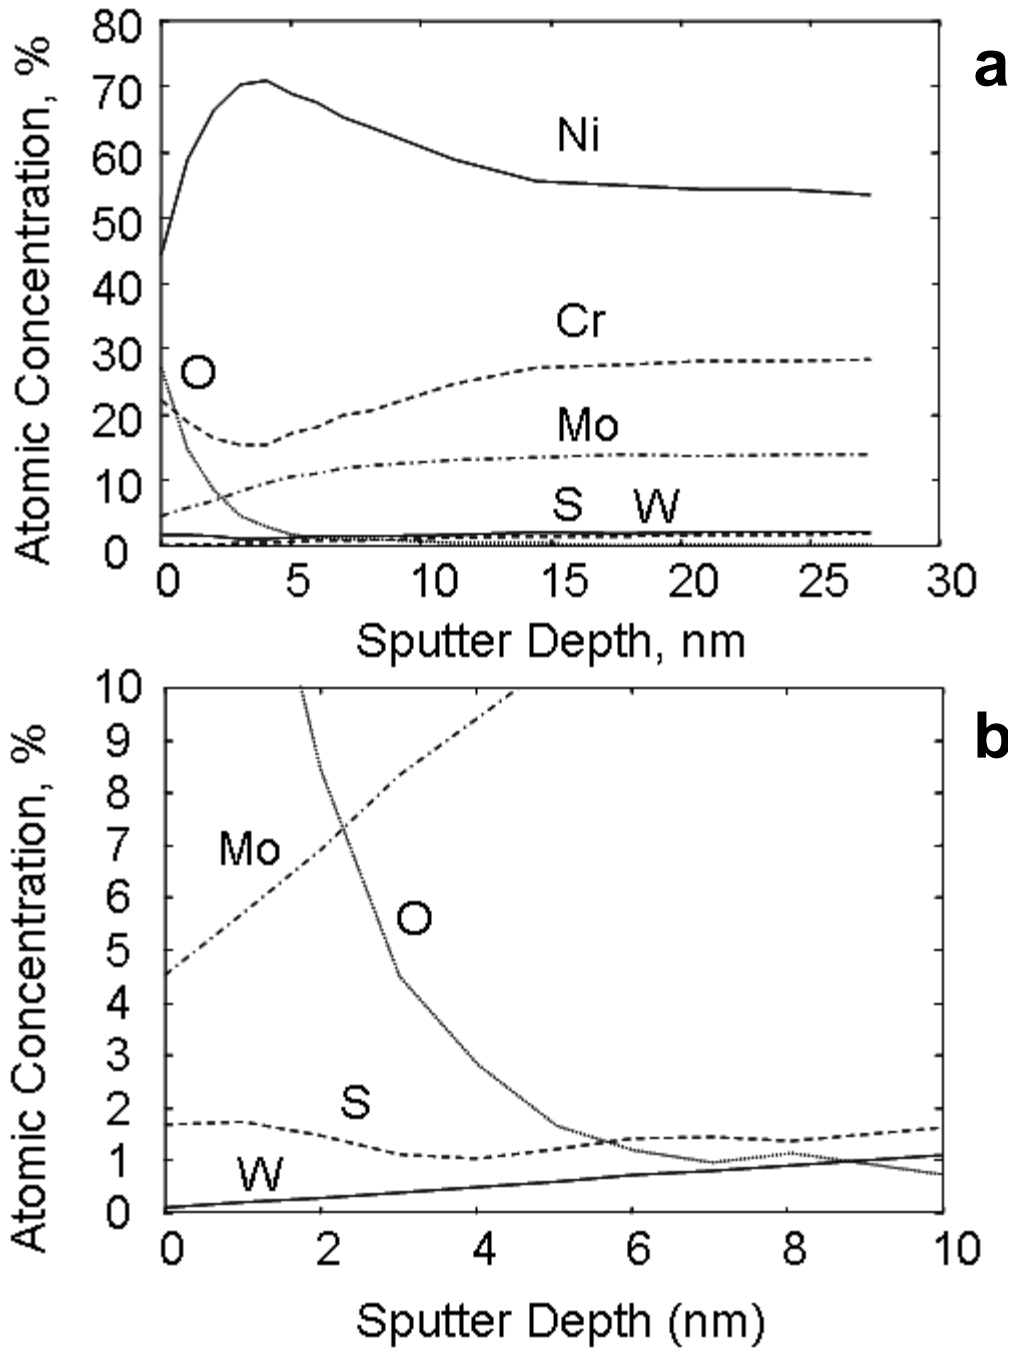 80
70
60
50
40
30
20
10
0
Atomic Concentration, %
a
Ni
Cr
O
Mo
S W
0 5 10 15 20 25 30
Sputter Depth, nm
10
9
8
7
6
5
4
3
2
1
0
Atomic Concentration, %
b
Mo
O
S
W
0 2 4 6 8 10
Sputter Depth (nm)